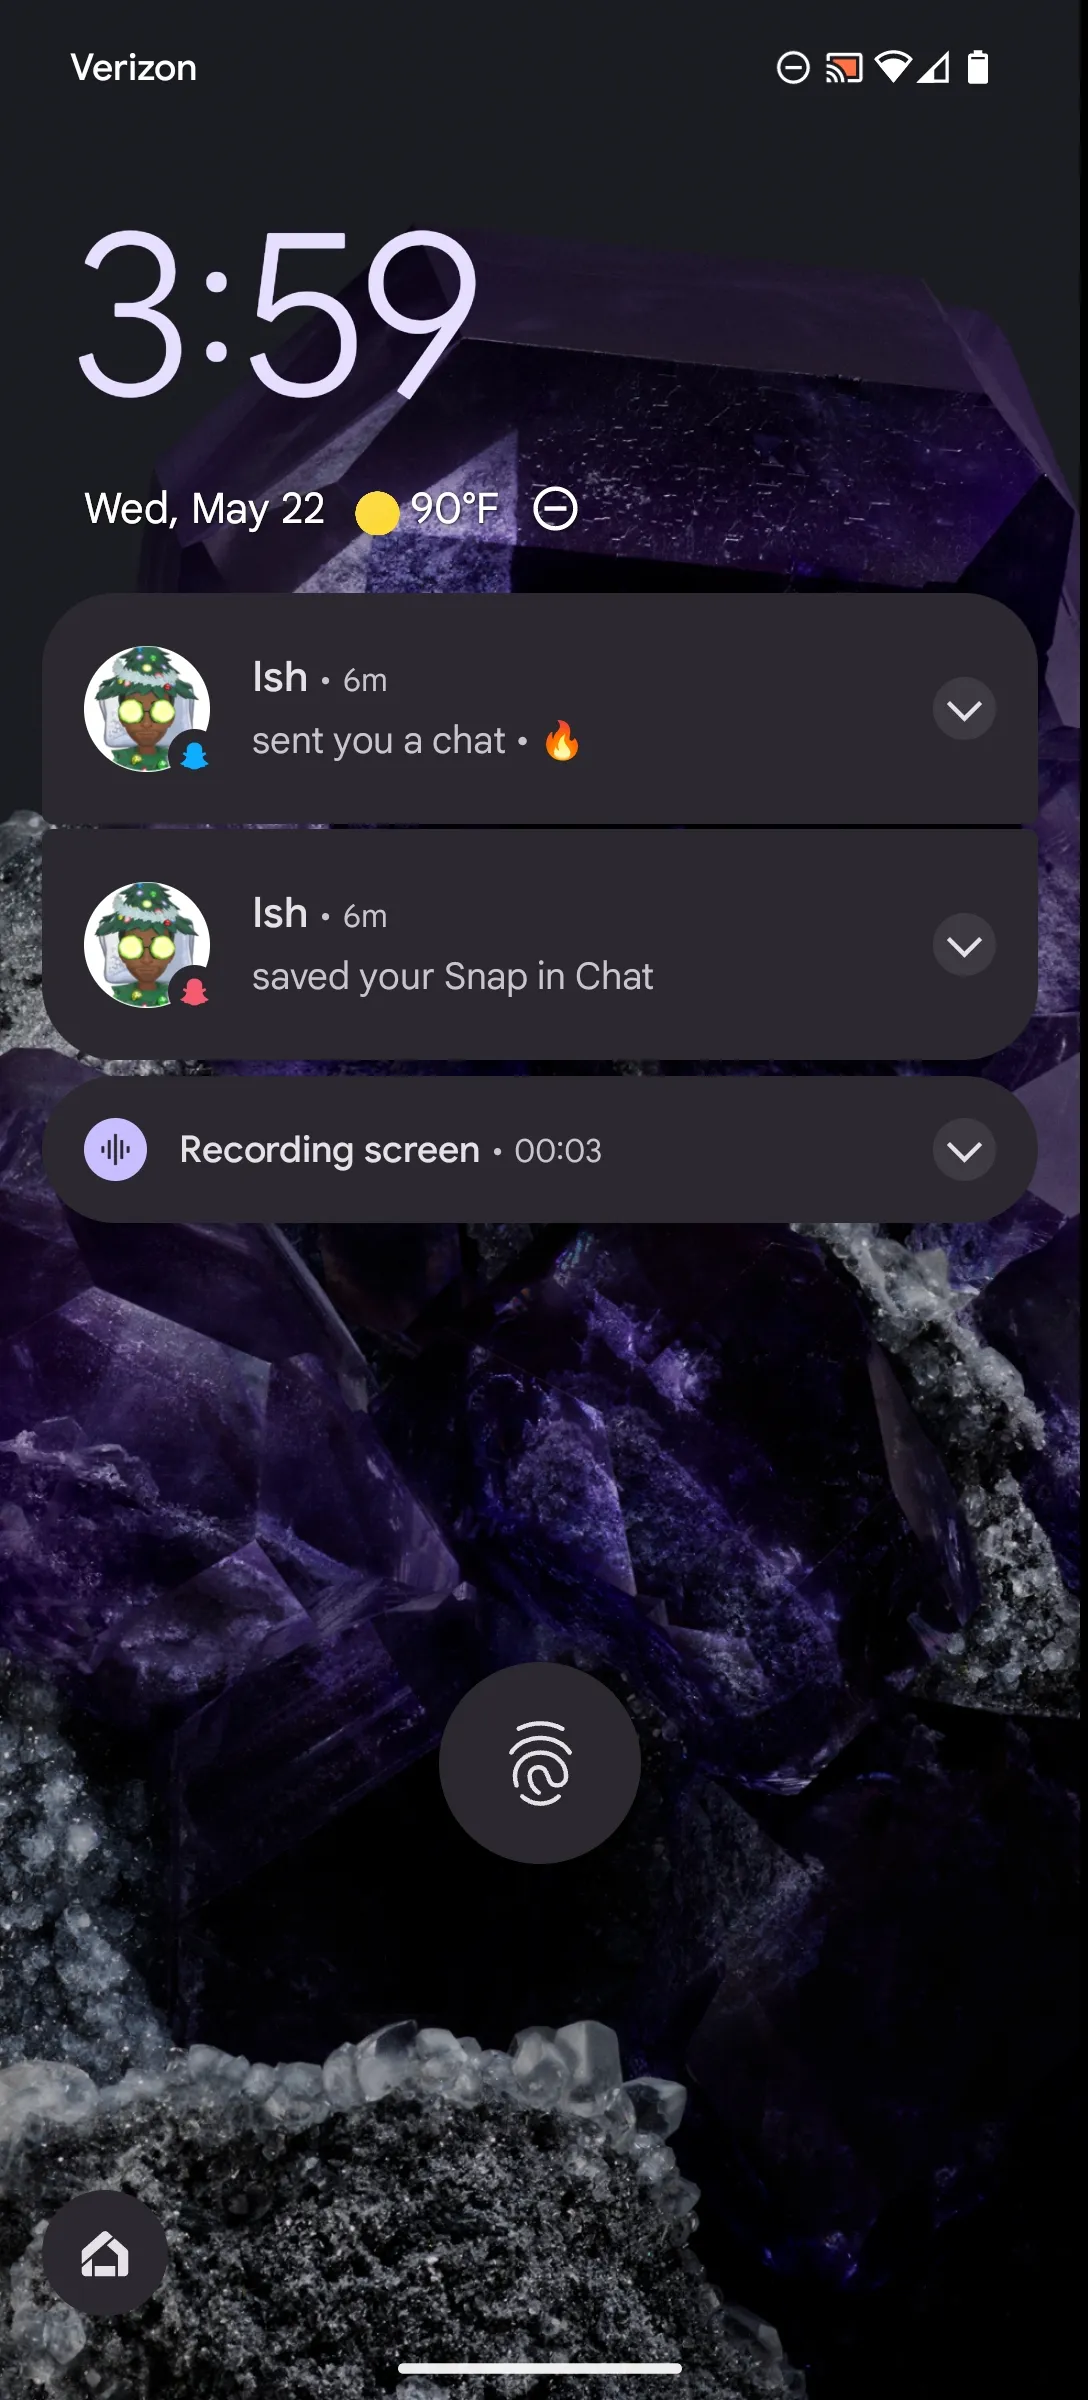 Verizon
3:59
Wed, May 22 90°F
Ish • 6m
sent you a chat • 🔥
Ish • 6m
saved your Snap in Chat
Recording screen • 00:03